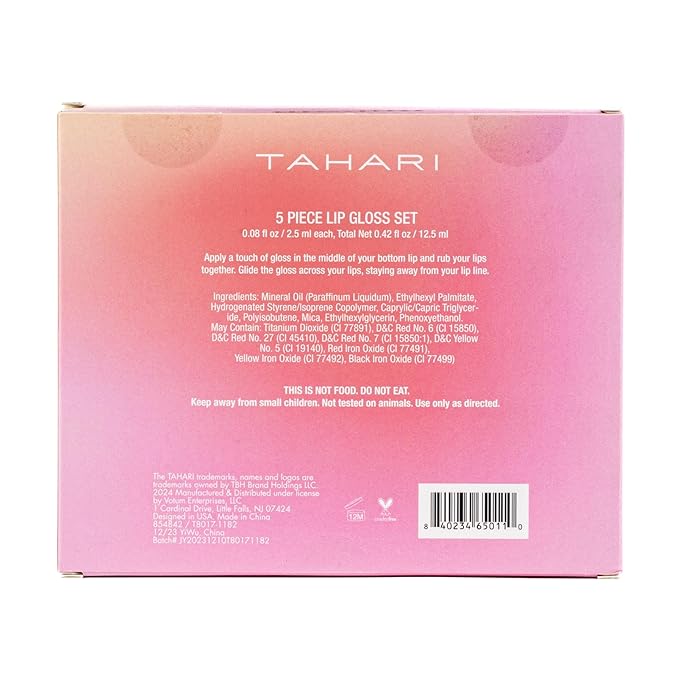 TAHARI
5 PIECE LIP GLOSS SET
0.08 fl oz / 2.5 ml each, Total Net 0.42 fl oz / 12.5 ml
Apply a touch of gloss in the middle of your bottom lip and rub your lips
together. Glide the gloss across your lips, staying away from your lip line.
Ingredients: Mineral Oil (Paraffinum Liquidum), Ethylhexyl Palmitate,
Hydrogenated Styrene/Isoprene Copolymer, Caprylic/Capric Triglycer-
ide, Polyisobutene, Mica, Ethylhexylglycerin, Phenoxyethanol.
May Contain: Titanium Dioxide (CI 77891), D&C Red No. 6 (CI 15850),
D&C Red No. 27 (CI 45410), D&C Red No. 7 (CI 15850:1), D&C Yellow
No. 5 (CI 19140), Red Iron Oxide (CI 77491),
Yellow Iron Oxide (CI 77492), Black Iron Oxide (CI 77499)
THIS IS NOT FOOD. DO NOT EAT.
Keep away from small children. Not tested on animals. Use only as directed.
The TAHARI trademarks, names and logos are
trademarks owned by TBH Brand Holdings LLC.
2024 Manufactured & Distributed under license
by Votum Enterprises, LLC
1 Cardinal Drive, Little Falls, NJ 07424
Designed in USA, Made in China
854842 / TB017-1182
12/23 YiWu, China
Batch# JY20231210TB0171182
12M
8 40234 65011 0